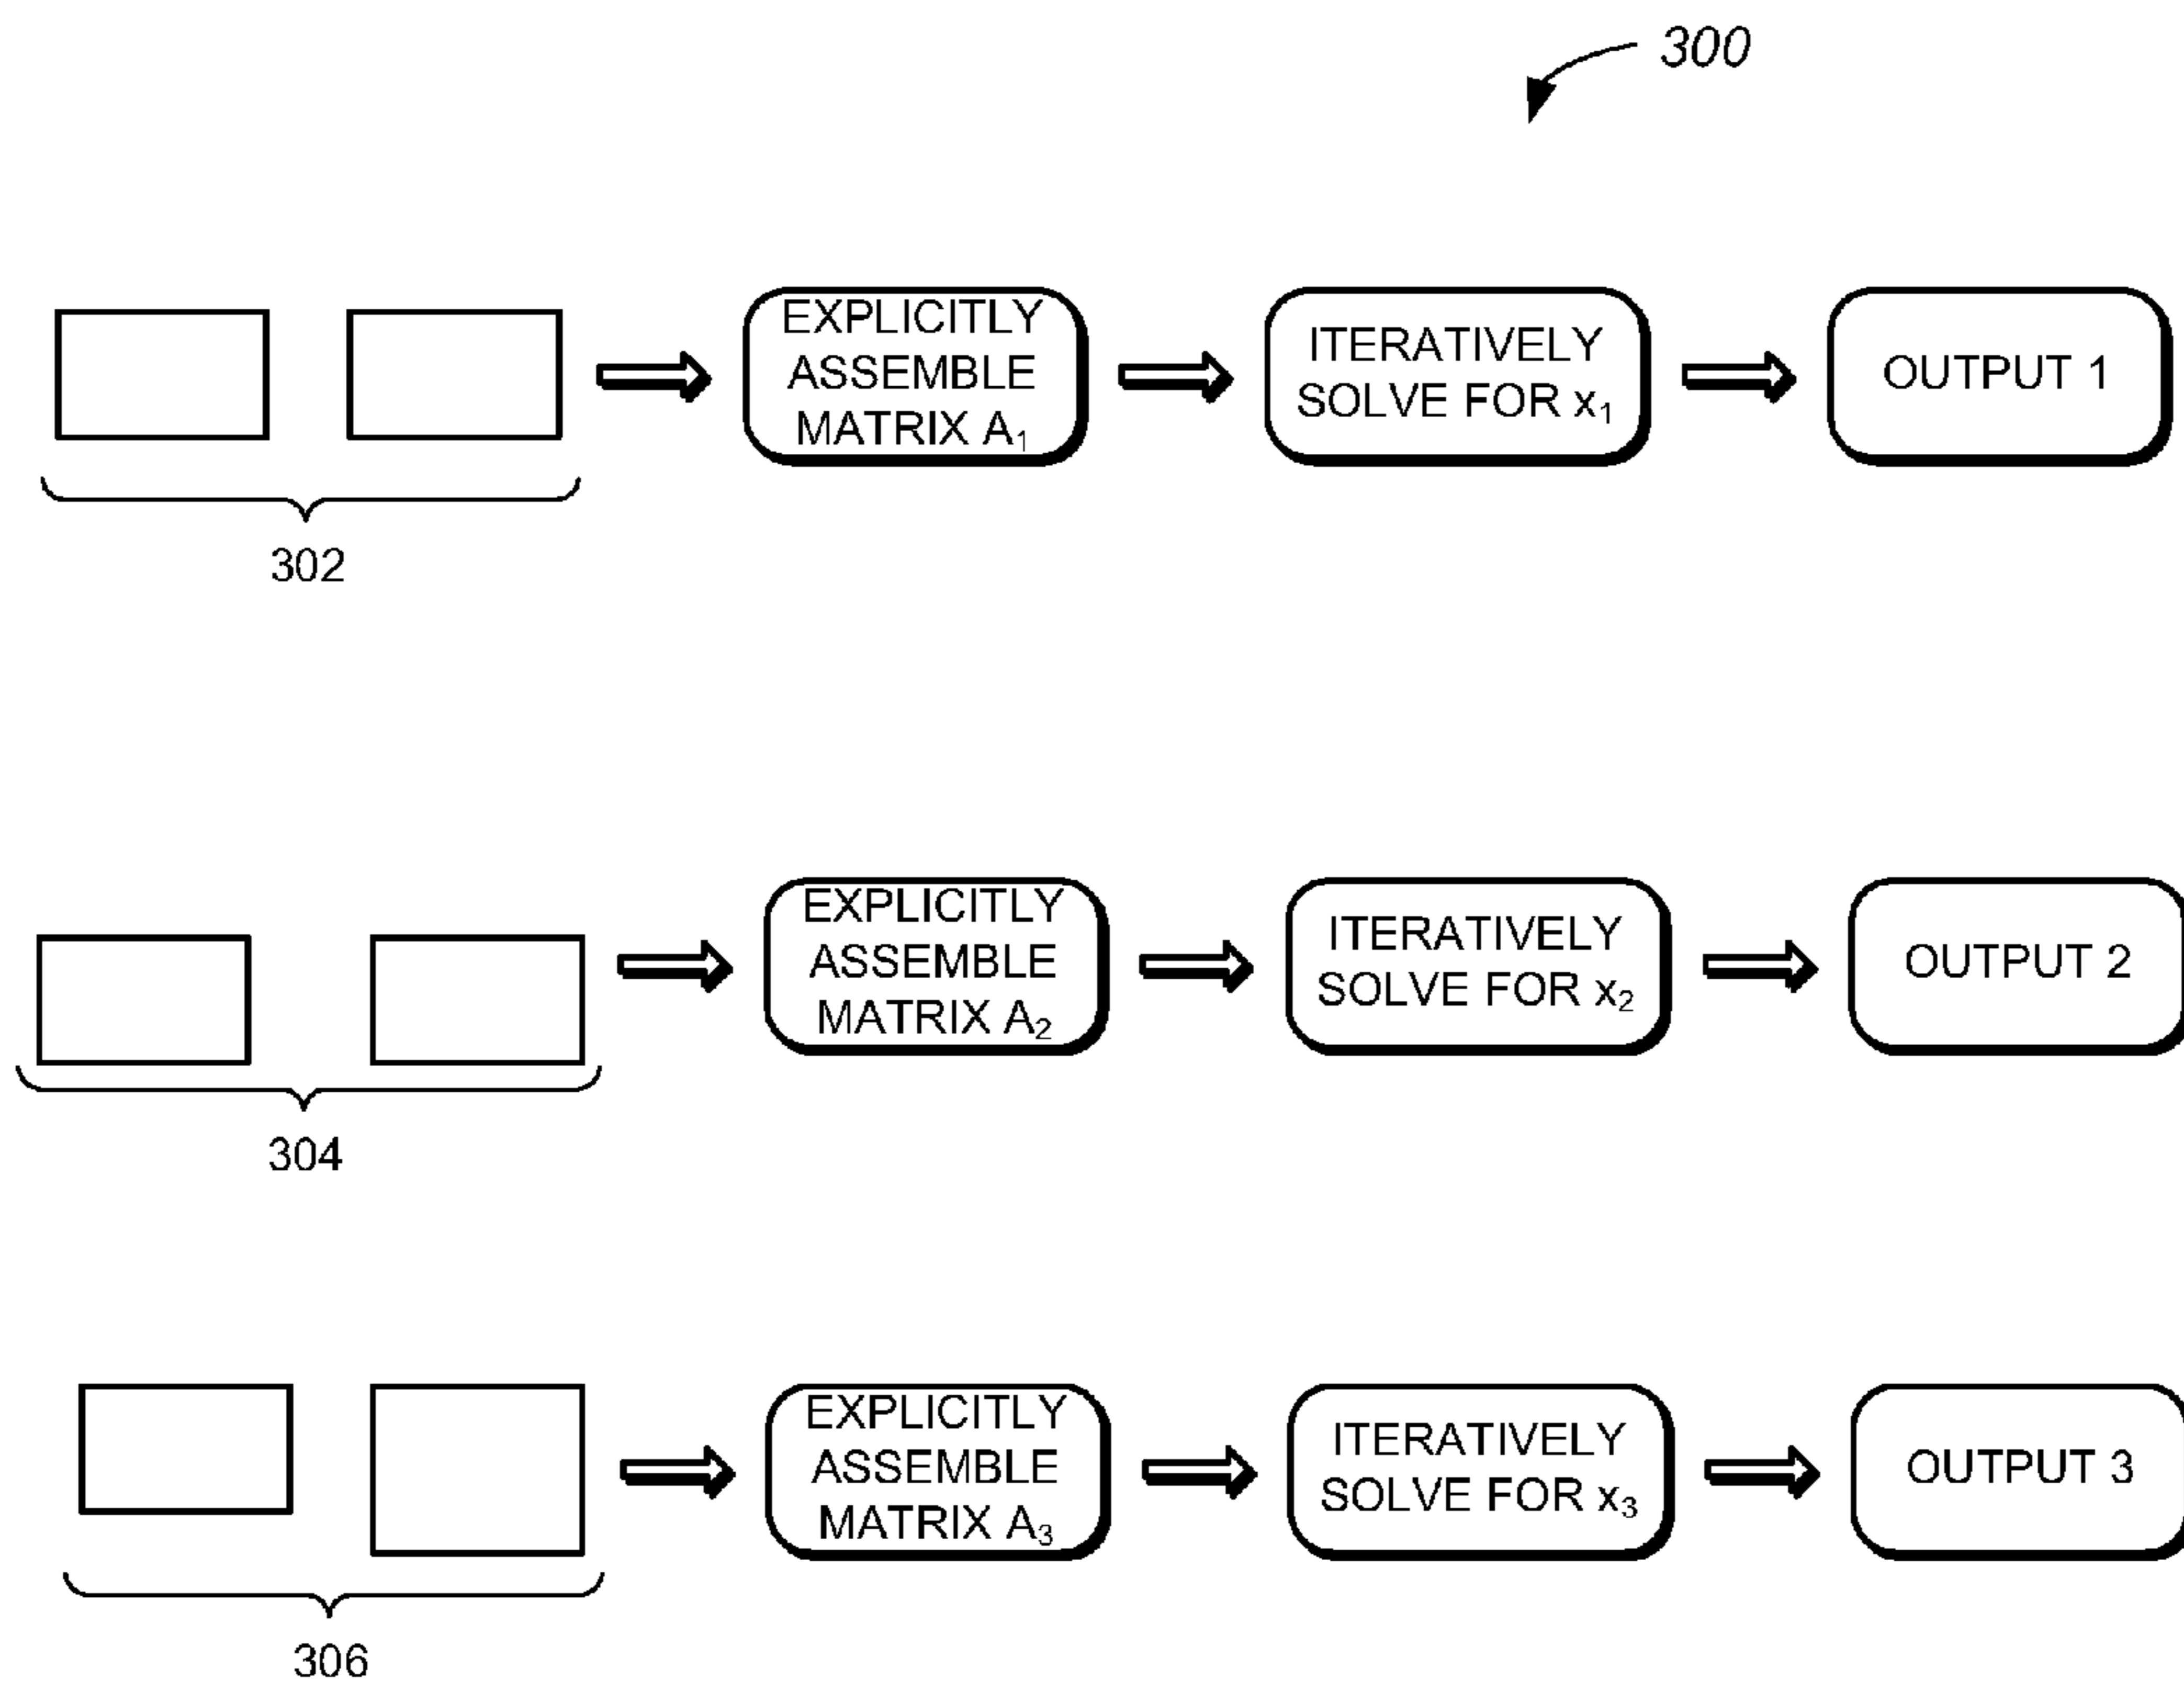 300
EXPLICITLY
ASSEMBLE
MATRIX A₁
ITERATIVELY
SOLVE FOR x₁
OUTPUT 1
302
EXPLICITLY
ASSEMBLE
MATRIX A₂
ITERATIVELY
SOLVE FOR x₂
OUTPUT 2
304
EXPLICITLY
ASSEMBLE
MATRIX A₃
ITERATIVELY
SOLVE FOR x₃
OUTPUT 3
306